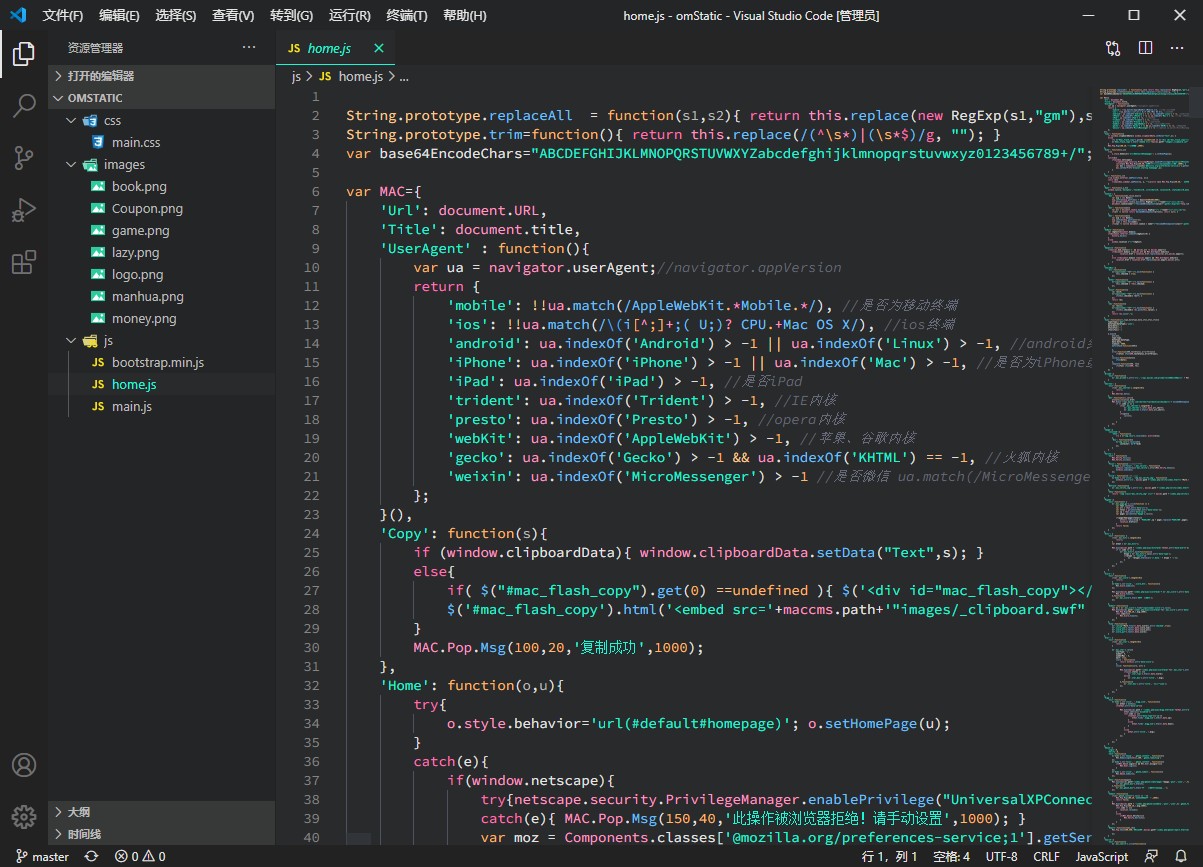 文件(F) 编辑(E) 选择(S) 查看(V) 转到(G) 运行(R) 终端(T) 帮助(H) home.js - omStatic - Visual Studio Code [管理员]
资源管理器 ···
打开的编辑器
OMSTATIC
css
main.css
images
book.png
Coupon.png
game.png
lazy.png
logo.png
manhua.png
money.png
js
JS bootstrap.min.js
JS home.js
JS main.js
大纲
时间线
JS home.js ×
js > JS home.js > ...
1
2 String.prototype.replaceAll  = function(s1,s2){ return this.replace(new RegExp(s1,"gm"),s
3 String.prototype.trim=function(){ return this.replace(/(^\s*)|(\s*$)/g, ""); }
4 var base64EncodeChars="ABCDEFGHIJKLMNOPQRSTUVWXYZabcdefghijklmnopqrstuvwxyz0123456789+/";
5
6 var MAC={
7 'Url': document.URL,
8 'Title': document.title,
9 'UserAgent' : function(){
10 var ua = navigator.userAgent;//navigator.appVersion
11 return {
12 'mobile': !!ua.match(/AppleWebKit.*Mobile.*/), //是否为移动终端
13 'ios': !!ua.match(/\(i[^;]+;( U;)? CPU.+Mac OS X/), //ios终端
14 'android': ua.indexOf('Android') > -1 || ua.indexOf('Linux') > -1, //android
15 'iPhone': ua.indexOf('iPhone') > -1 || ua.indexOf('Mac') > -1, //是否为iPhone
16 'iPad': ua.indexOf('iPad') > -1, //是否iPad
17 'trident': ua.indexOf('Trident') > -1, //IE内核
18 'presto': ua.indexOf('Presto') > -1, //opera内核
19 'webKit': ua.indexOf('AppleWebKit') > -1, //苹果、谷歌内核
20 'gecko': ua.indexOf('Gecko') > -1 && ua.indexOf('KHTML') == -1, //火狐内核
21 'weixin': ua.indexOf('MicroMessenger') > -1 //是否微信 ua.match(/MicroMessenge
22 };
23 }(),
24 'Copy': function(s){
25 if (window.clipboardData){ window.clipboardData.setData("Text",s); }
26 else{
27 if( $("#mac_flash_copy").get(0) ==undefined ){ $('<div id="mac_flash_copy"></
28 $('#mac_flash_copy').html('<embed src='+maccms.path+'"images/_clipboard.swf"
29 }
30 MAC.Pop.Msg(100,20,'复制成功',1000);
31 },
32 'Home': function(o,u){
33 try{
34 o.style.behavior='url(#default#homepage)'; o.setHomePage(u);
35 }
36 catch(e){
37 if(window.netscape){
38 try{netscape.security.PrivilegeManager.enablePrivilege("UniversalXPConnec
39 catch(e){ MAC.Pop.Msg(150,40,'此操作被浏览器拒绝！请手动设置',1000); }
40 var moz = Components.classes['@mozilla.org/preferences-service;1'].getSer
master 0 0 行 1，列 1 空格: 4 UTF-8 CRLF JavaScript